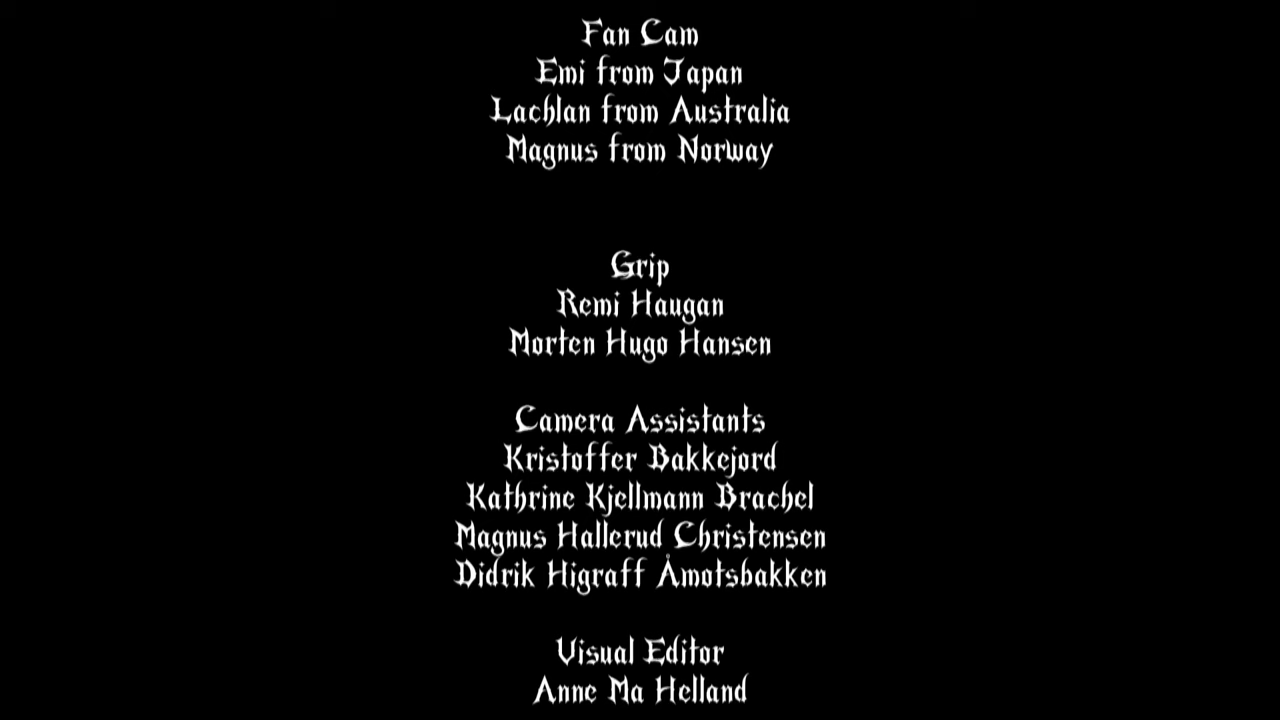 Fan Cam
Emi from Japan
Lachlan from Australia
Magnus from Norway
Grip
Remi Haugan
Morten Hugo Hansen
Camera Assistants
Kristoffer Bakkejord
Kathrine Kjellmann Brachel
Magnus Hallerud Christensen
Didrik Higraff Åmotsbakken
Visual Editor
Anne Ma Helland